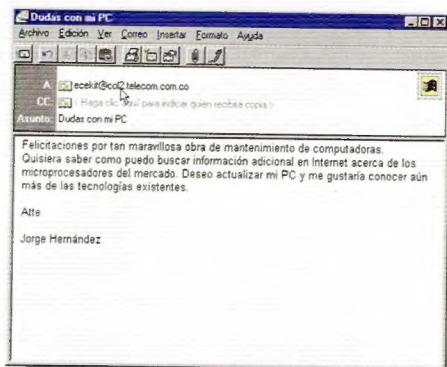 Dudas con mi PC
Archivo Edición Ver Correo Insertar Formato Ayuda
A: ecekit@col2.telecom.com.co
CC: < Haga clic aquí para indicar quién recibirá copia >
Asunto: Dudas con mi PC
Felicitaciones por tan maravillosa obra de mantenimiento de computadoras.
Quisiera saber como puedo buscar información adicional en Internet acerca de los
microprocesadores del mercado. Deseo actualizar mi PC y me gustaría conocer aún
más de las tecnologías existentes.
Atte
Jorge Hernández